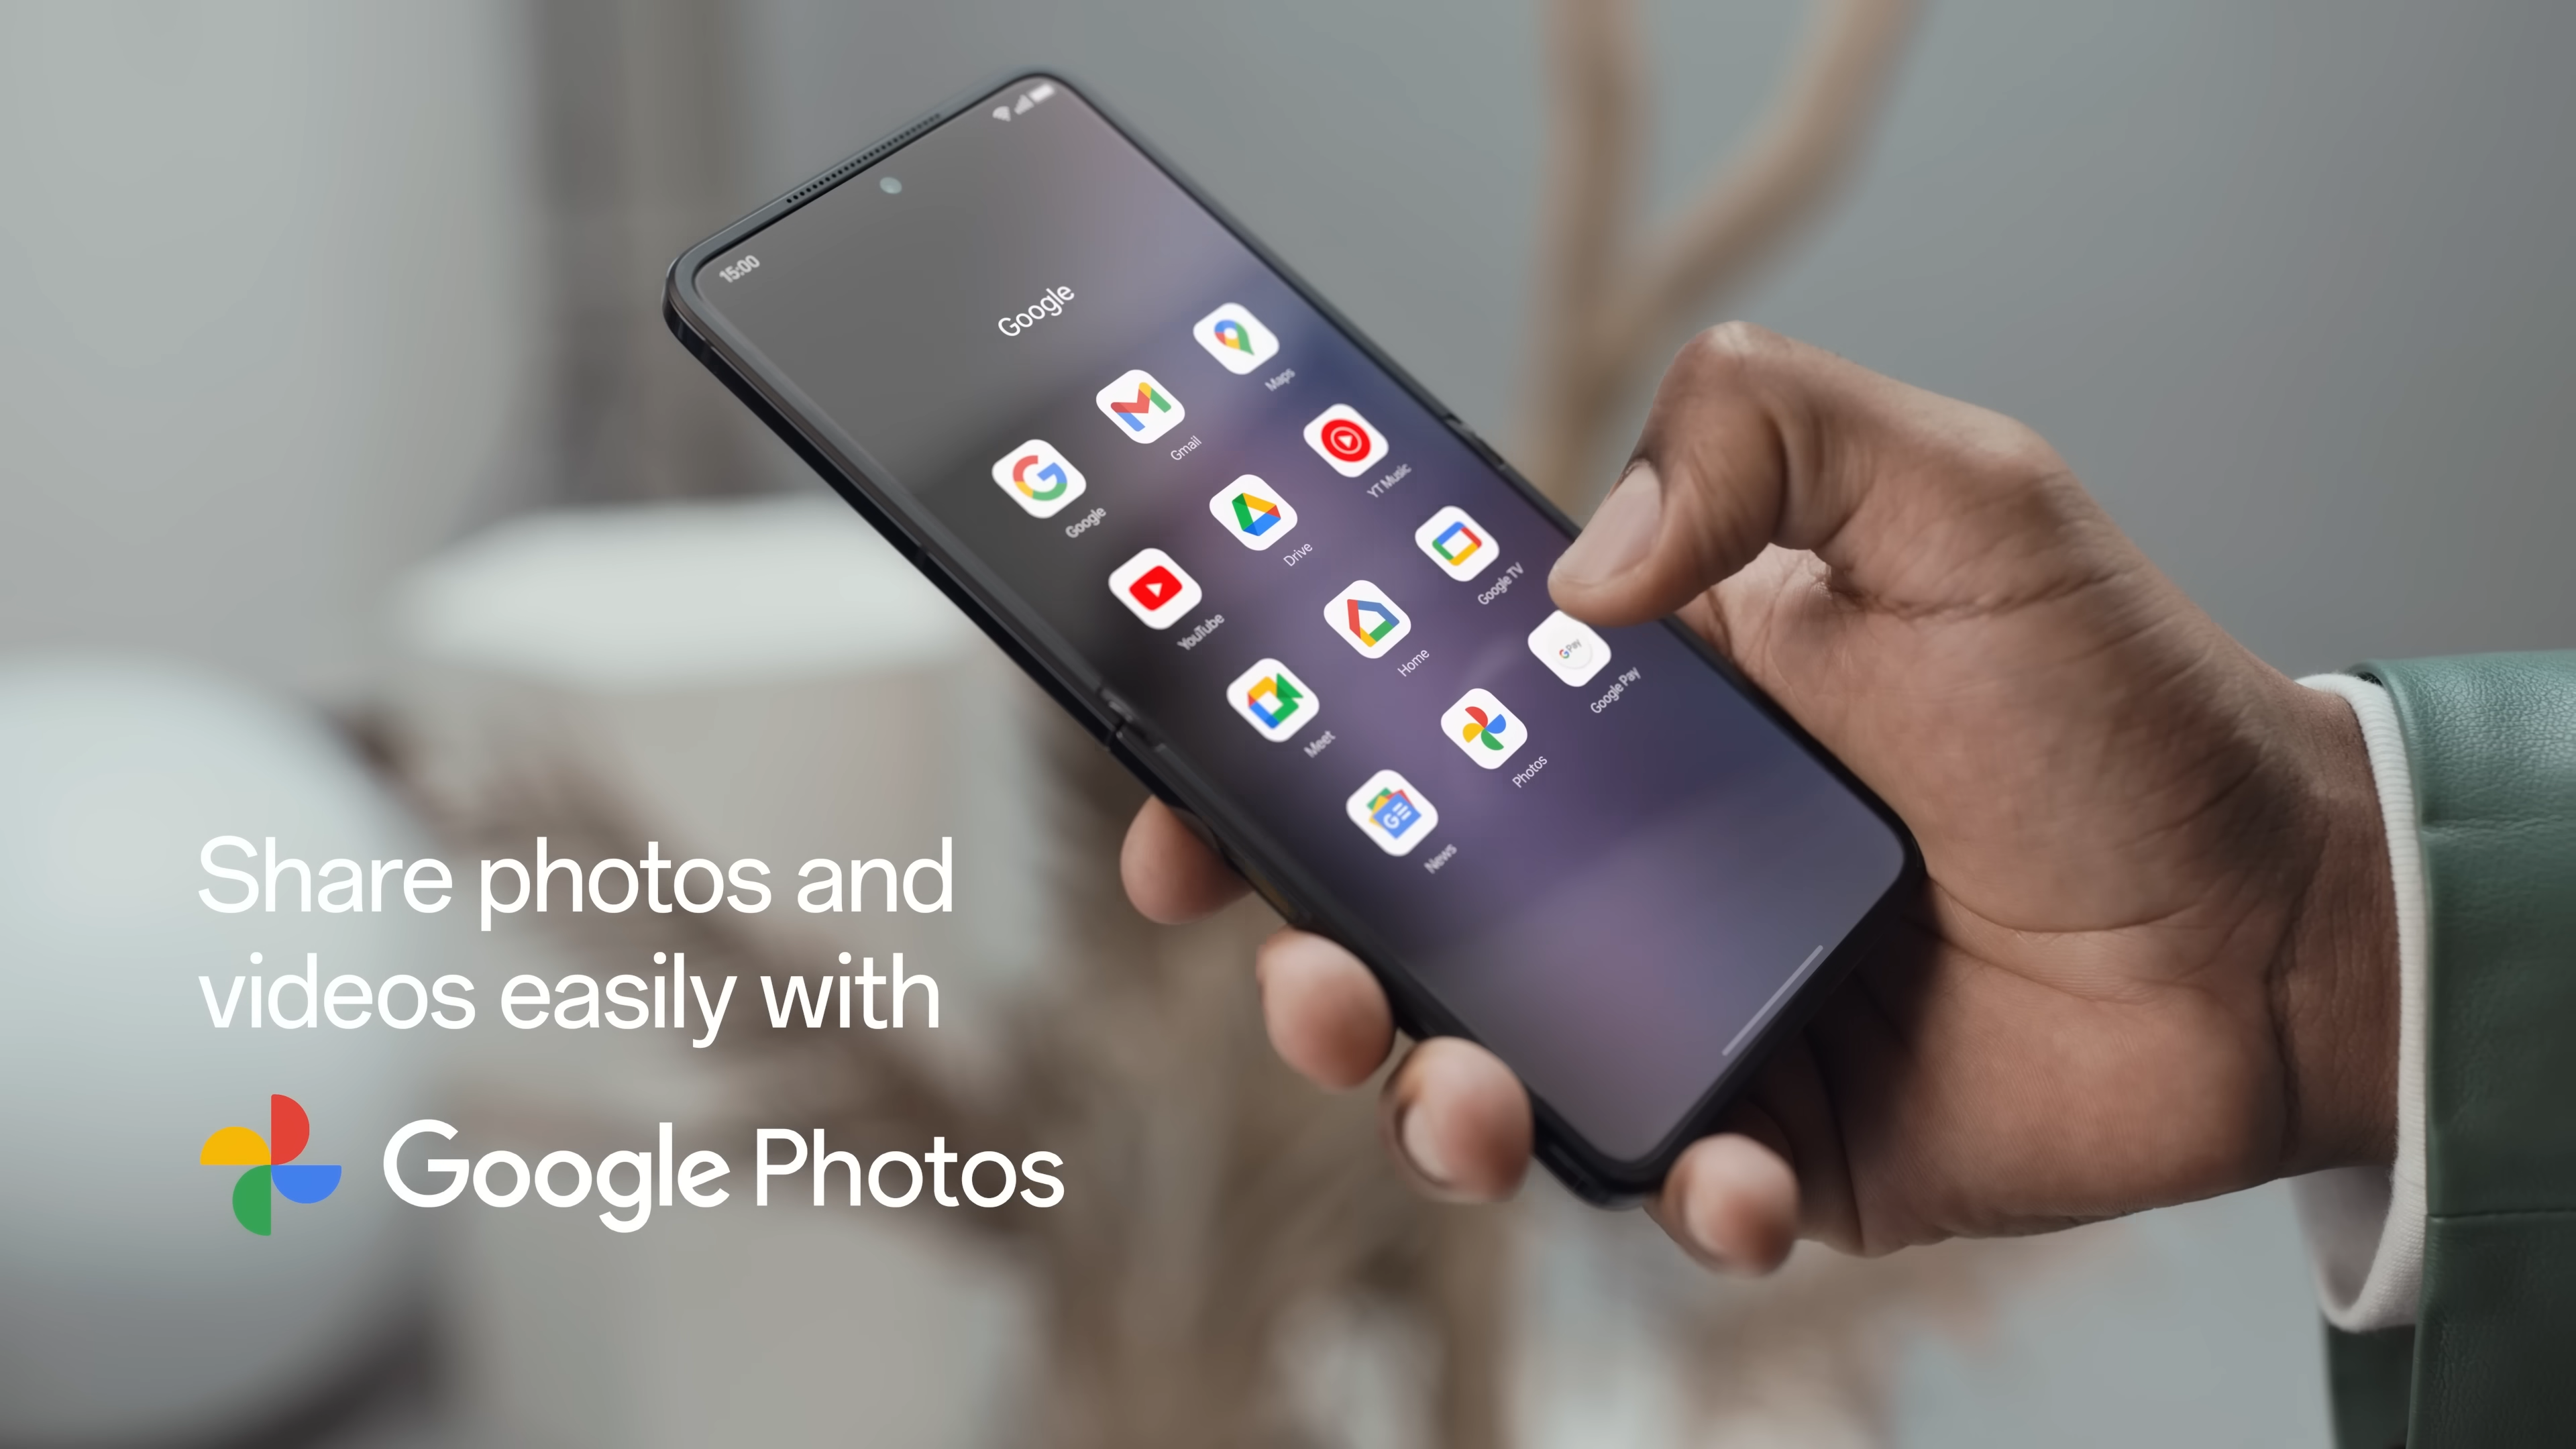 15:00
Google
Google
Gmail
Maps
YouTube
Drive
YT Music
Meet
Home
Google TV
News
Photos
G Pay
Google Pay
Share photos and
videos easily with
Google Photos